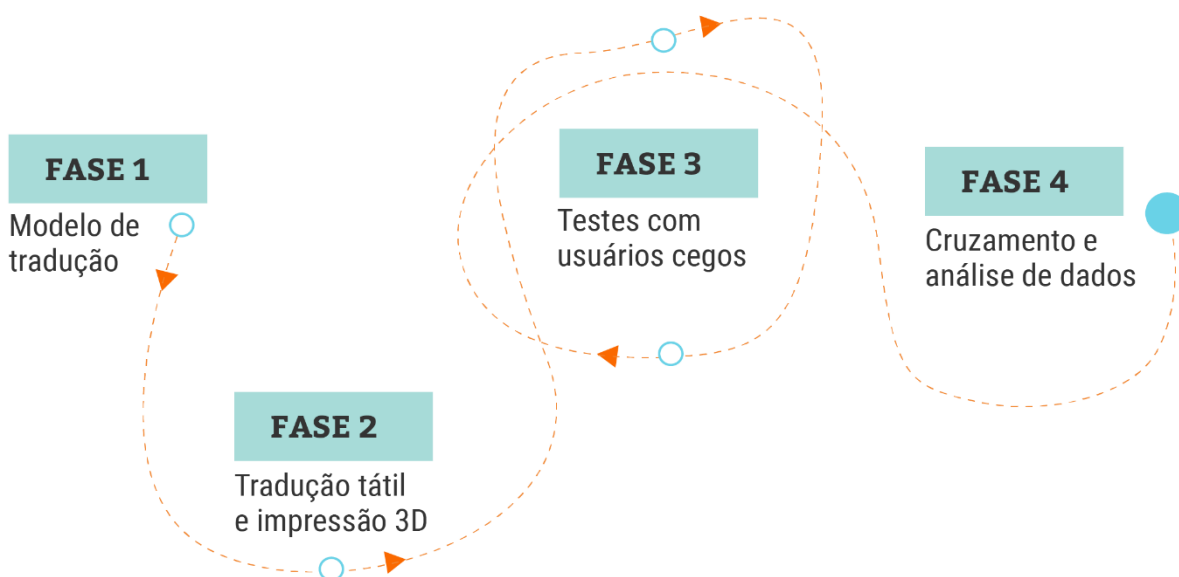 FASE 1
Modelo de
tradução
FASE 2
Tradução tátil
e impressão 3D
FASE 3
Testes com
usuários cegos
FASE 4
Cruzamento e
análise de dados